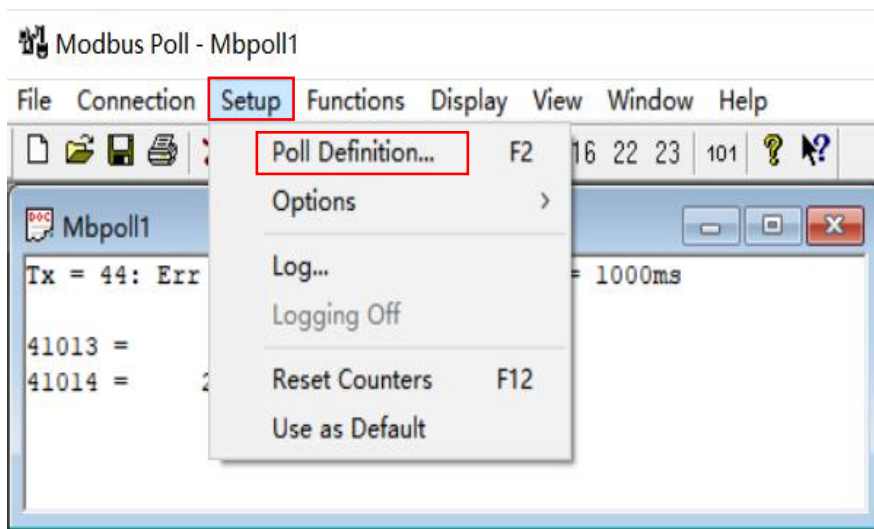 Modbus Poll - Mbpoll1
File Connection Setup Functions Display View Window Help
Poll Definition... F2 16 22 23 101
Options
Mbpoll1
Tx = 44: Err = 1000ms
Log...
Logging Off
41013 =
41014 = 2
Reset Counters F12
Use as Default